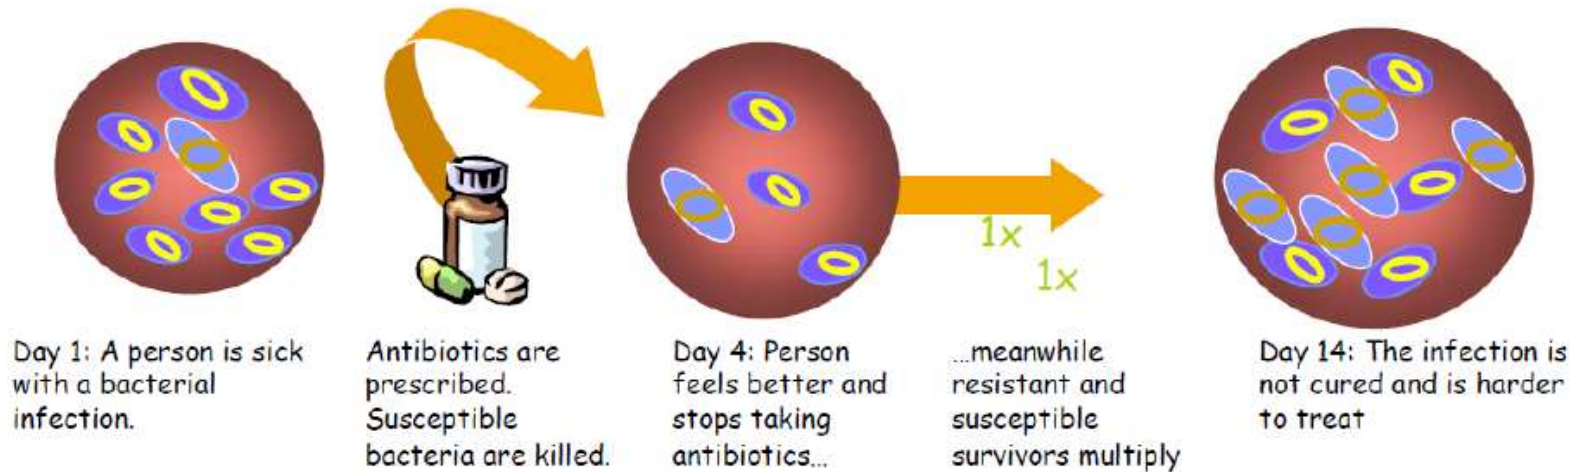 1x
1x
Day 1: A person is sick
with a bacterial
infection.
Antibiotics are
prescribed.
Susceptible
bacteria are killed.
Day 4: Person
feels better and
stops taking
antibiotics...
...meanwhile
resistant and
susceptible
survivors multiply
Day 14: The infection is
not cured and is harder
to treat